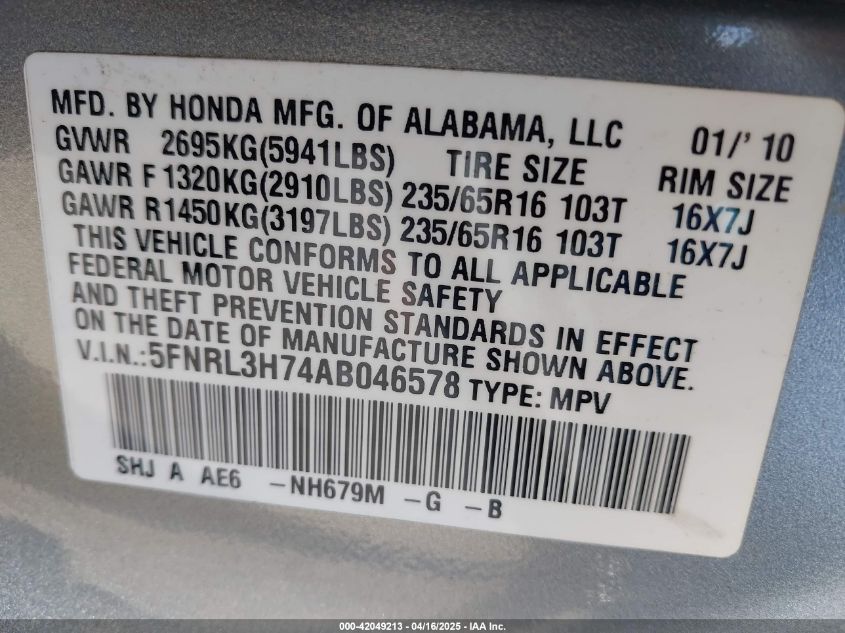 MFD. BY HONDA MFG. OF ALABAMA, LLC 01/' 10
GVWR 2695KG(5941LBS) TIRE SIZE RIM SIZE
GAWR F 1320KG(2910LBS) 235/65R16 103T 16X7J
GAWR R1450KG(3197LBS) 235/65R16 103T 16X7J
THIS VEHICLE CONFORMS TO ALL APPLICABLE
FEDERAL MOTOR VEHICLE SAFETY
AND THEFT PREVENTION STANDARDS IN EFFECT
ON THE DATE OF MANUFACTURE SHOWN ABOVE.
V.I.N.:5FNRL3H74AB046578 TYPE: MPV
SHJ A AE6 -NH679M -G -B
000-42049213 - 04/16/2025 - IAA Inc.